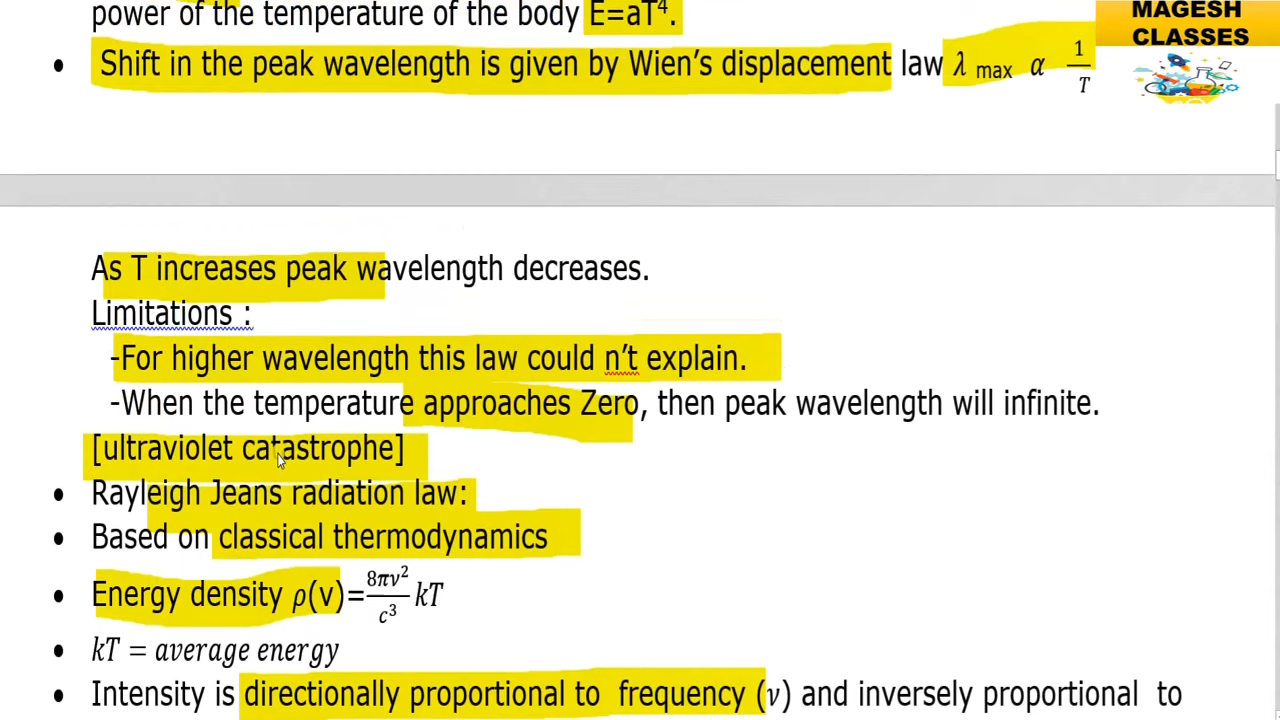 power of the temperature of the body E=aT⁴.
MAGESH
CLASSES
• Shift in the peak wavelength is given by Wien's displacement law λ max α 1/T
As T increases peak wavelength decreases.
Limitations :
-For higher wavelength this law could n't explain.
-When the temperature approaches Zero, then peak wavelength will infinite.
[ultraviolet catastrophe]
• Rayleigh Jeans radiation law:
• Based on classical thermodynamics
• Energy density ρ(v)=8πν²/c³ kT
• kT = average energy
• Intensity is directionally proportional to frequency (ν) and inversely proportional to